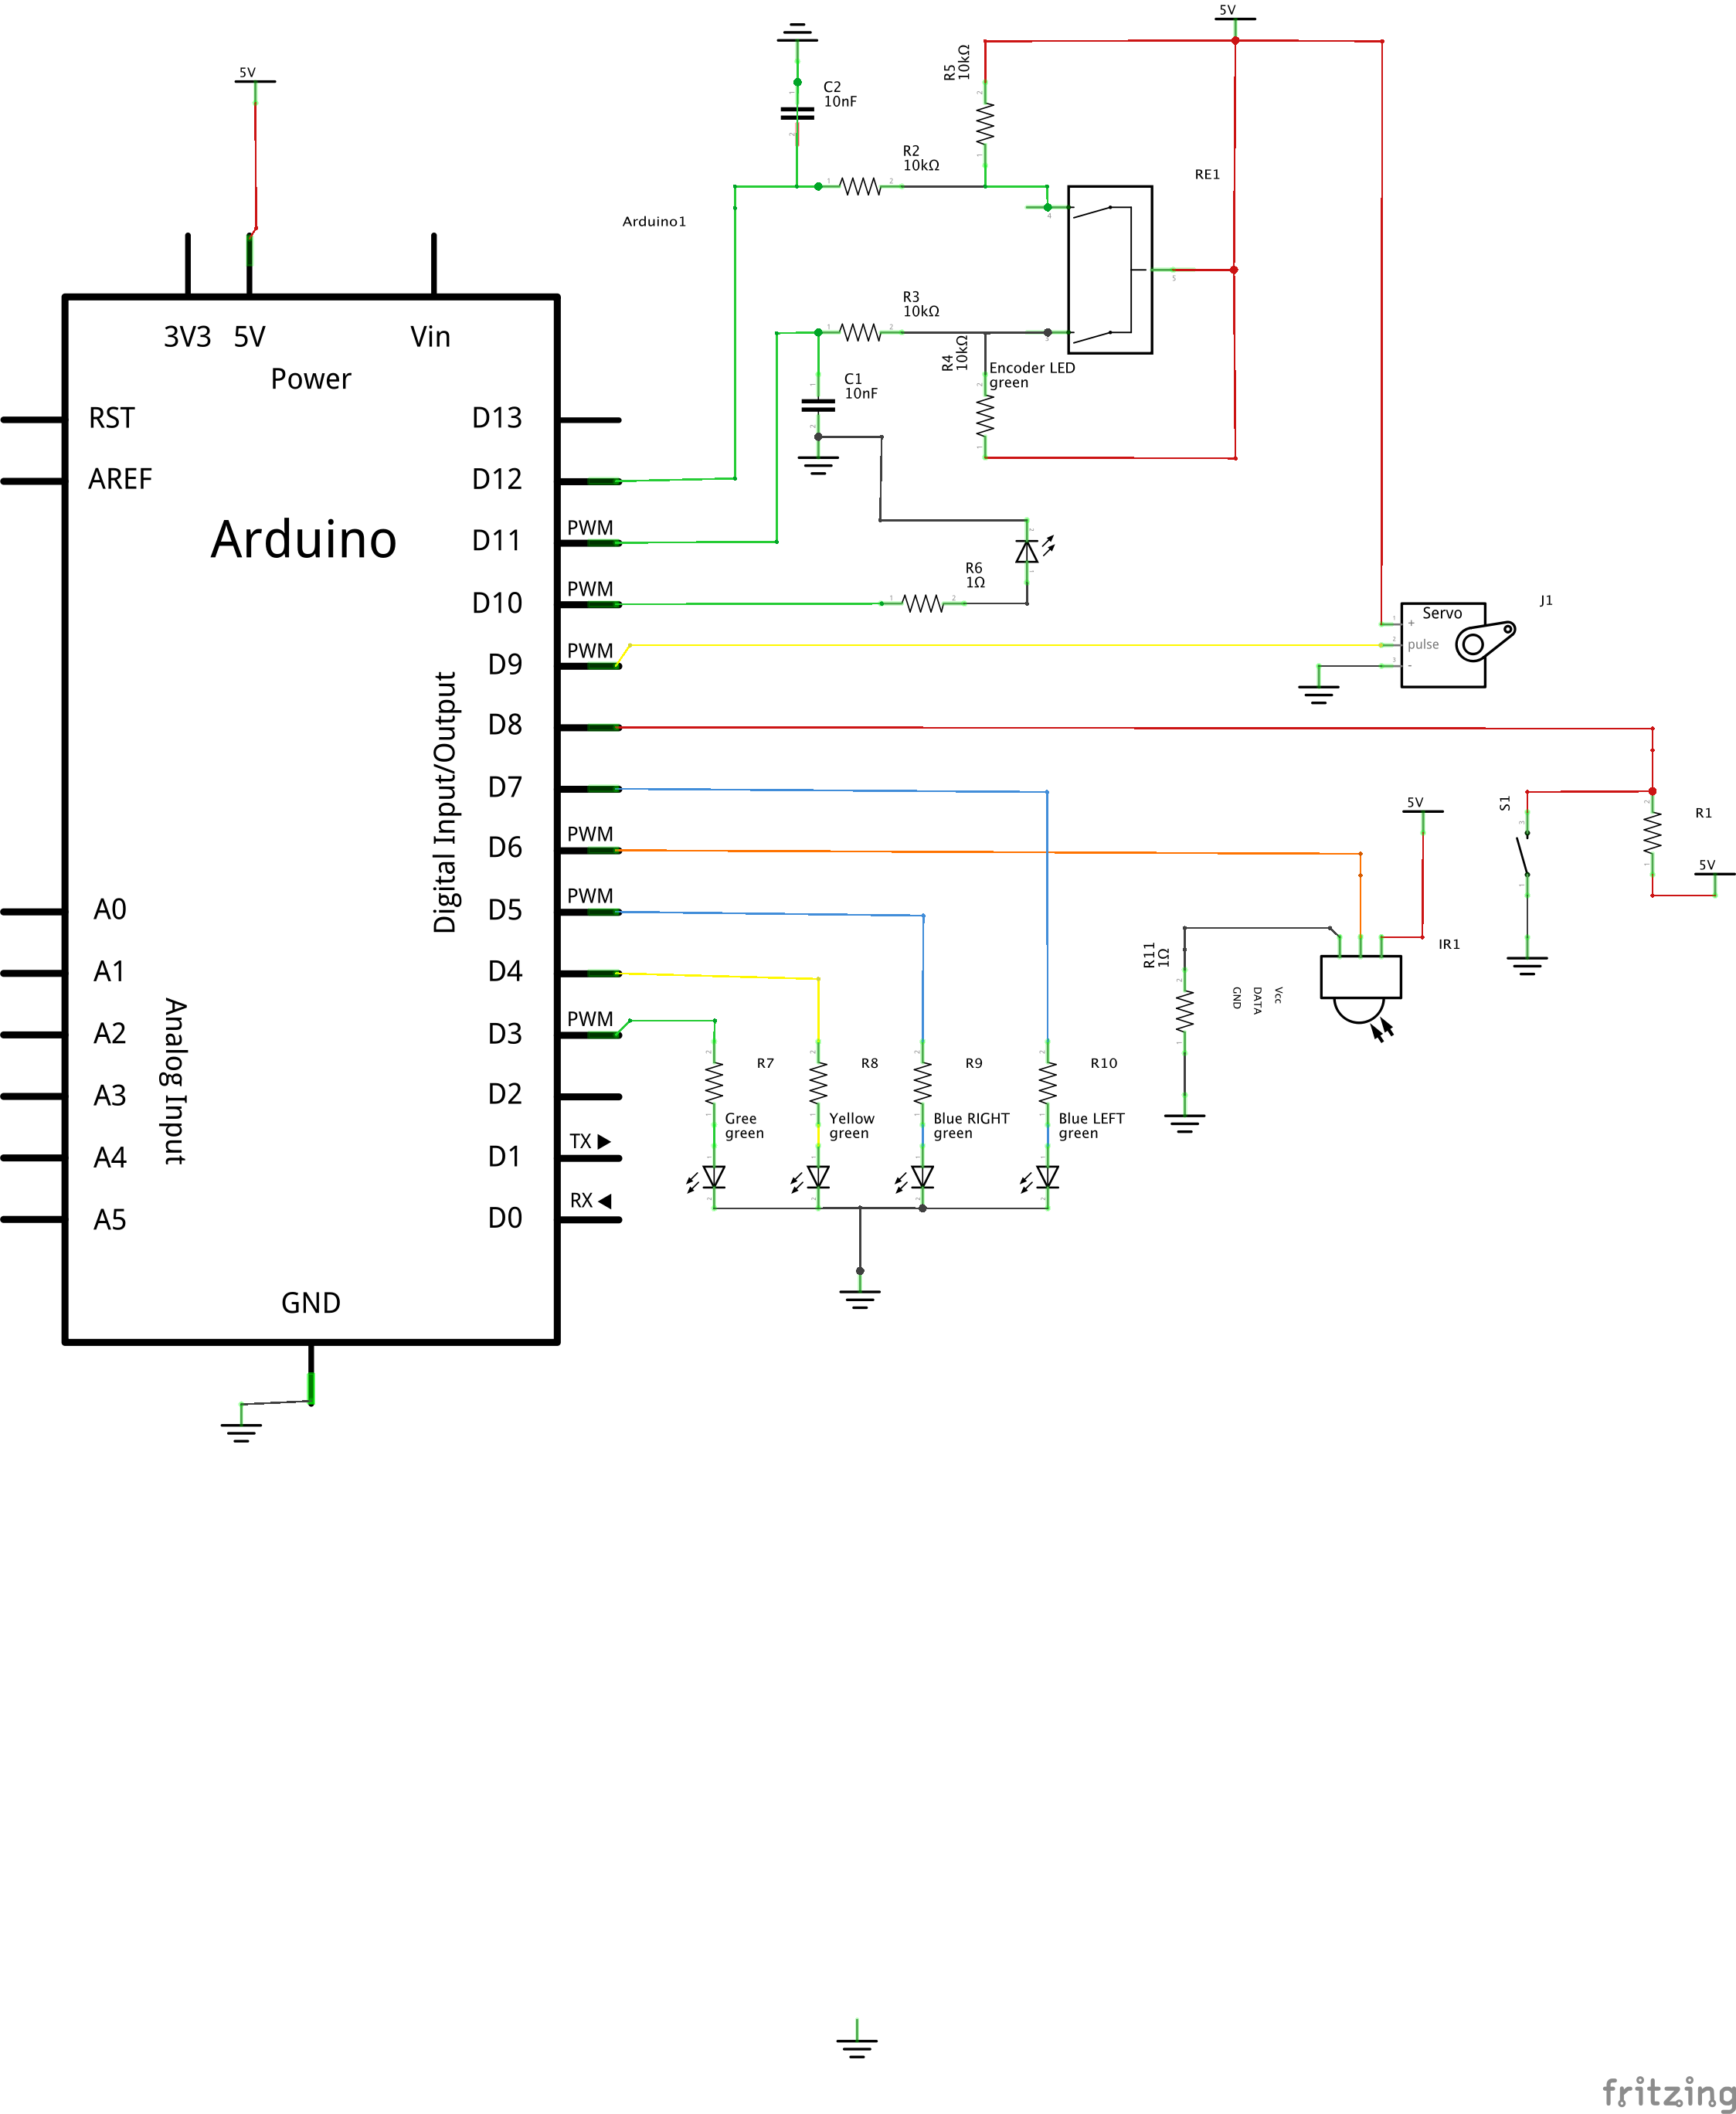 5V
5V
C2
10nF
R5
10kΩ
R2
10kΩ
RE1
Arduino1
R3
10kΩ
R4
10kΩ
Encoder LED
green
C1
10nF
3V3 5V Vin
Power
RST
AREF
Arduino
D13
D12
PWM
D11
PWM
D10
PWM
D9
D8
D7
PWM
D6
PWM
D5
D4
PWM
D3
D2
TX
D1
RX
D0
Digital Input/Output
A0
A1
A2
A3
A4
A5
Analog Input
GND
R6
1Ω
J1
Servo
+
pulse
-
S1
R1
5V
5V
IR1
R11
1Ω
GND
DATA
Vcc
R7
R8
R9
R10
Gree
green
Yellow
green
Blue RIGHT
green
Blue LEFT
green
fritzing